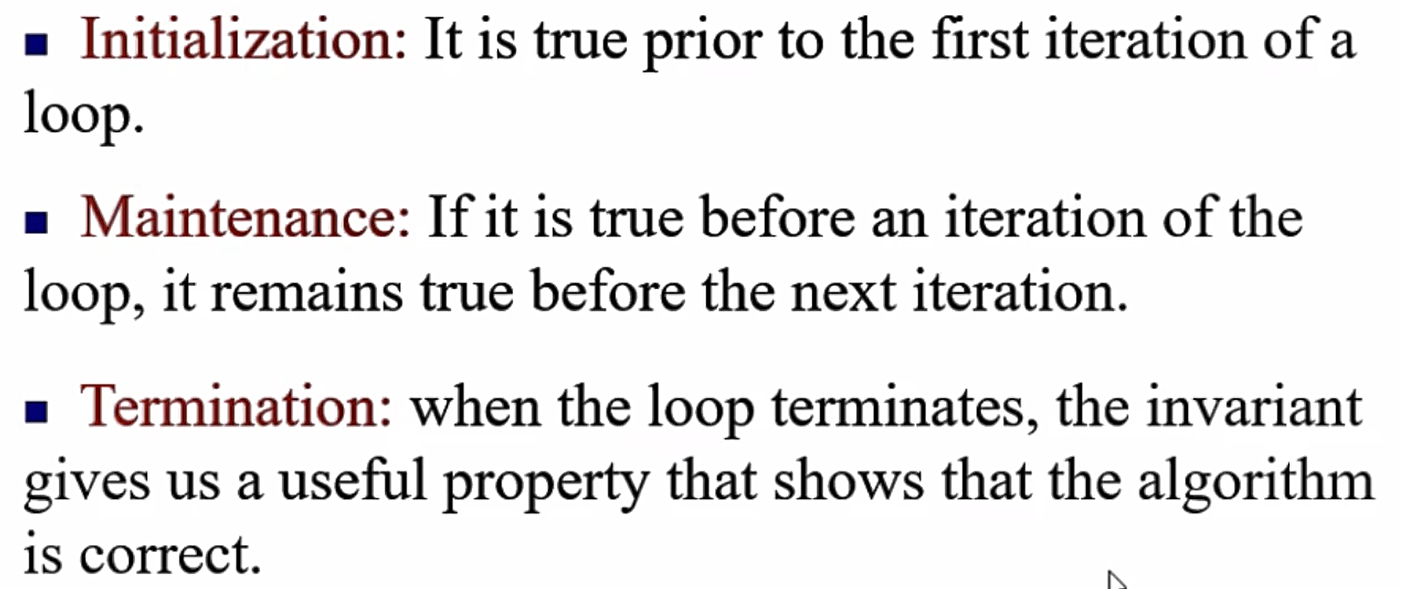 ▪ Initialization: It is true prior to the first iteration of a
loop.
▪ Maintenance: If it is true before an iteration of the
loop, it remains true before the next iteration.
▪ Termination: when the loop terminates, the invariant
gives us a useful property that shows that the algorithm
is correct.